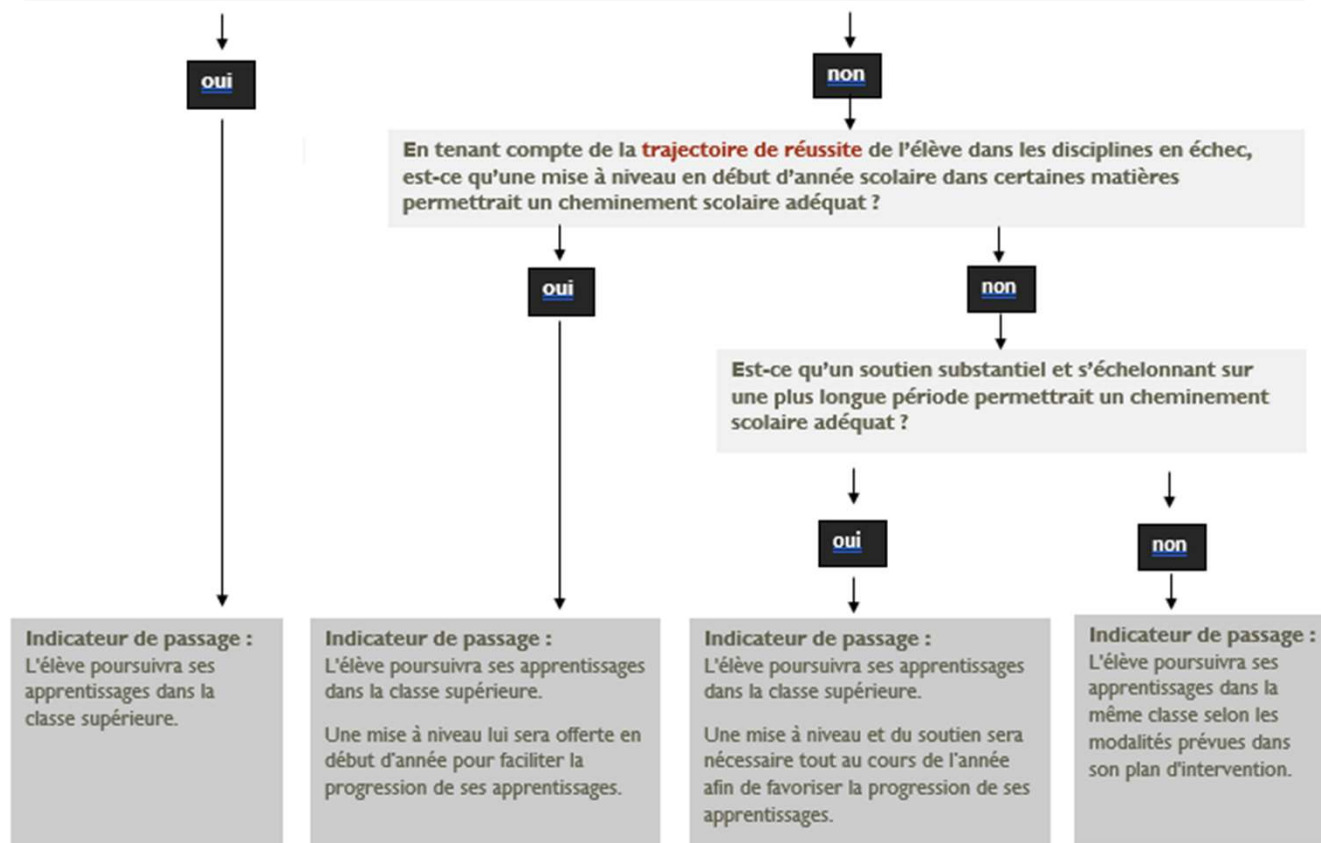 oui
non
En tenant compte de la trajectoire de réussite de l'élève dans les disciplines en échec,
est-ce qu'une mise à niveau en début d'année scolaire dans certaines matières
permettrait un cheminement scolaire adéquat ?
oui
non
Est-ce qu'un soutien substantiel et s'échelonnant sur
une plus longue période permettrait un cheminement
scolaire adéquat ?
oui
non
Indicateur de passage :
L'élève poursuivra ses
apprentissages dans la
classe supérieure.
Indicateur de passage :
L'élève poursuivra ses apprentissages
dans la classe supérieure.
Une mise à niveau lui sera offerte en
début d'année pour faciliter la
progression de ses apprentissages.
Indicateur de passage :
L'élève poursuivra ses apprentissages
dans la classe supérieure.
Une mise à niveau et du soutien sera
nécessaire tout au cours de l'année
afin de favoriser la progression de ses
apprentissages.
Indicateur de passage :
L'élève poursuivra ses
apprentissages dans la
même classe selon les
modalités prévues dans
son plan d'intervention.